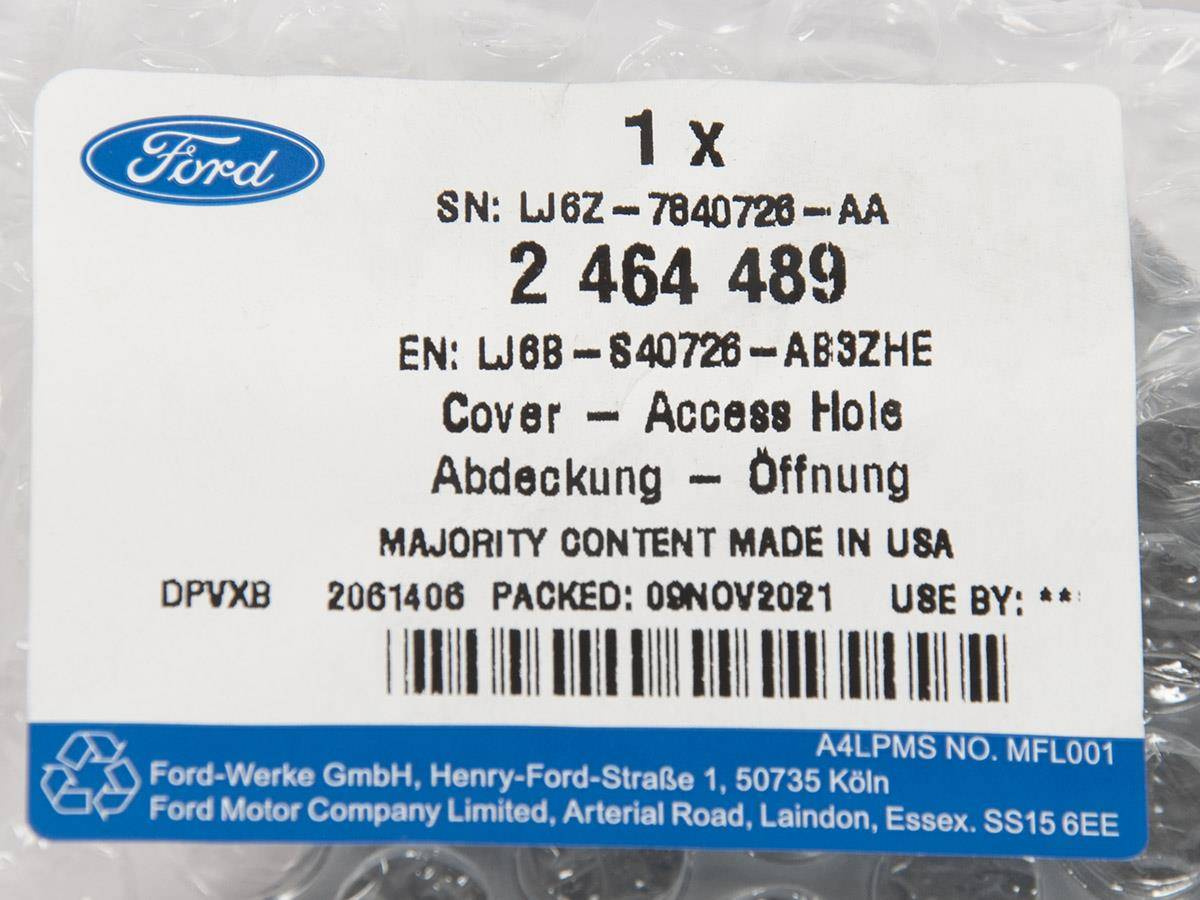 Ford
1 x
SN: LJ6Z-7840726-AA
2 464 489
EN: LJ6B-S40726-AB3ZHE
Cover - Access Hole
Abdeckung - Öffnung
MAJORITY CONTENT MADE IN USA
DPVXB 2061406 PACKED: 09NOV2021 USE BY: **
A4LPMS NO. MFL001
Ford-Werke GmbH, Henry-Ford-Straße 1, 50735 Köln
Ford Motor Company Limited, Arterial Road, Laindon, Essex. SS15 6EE